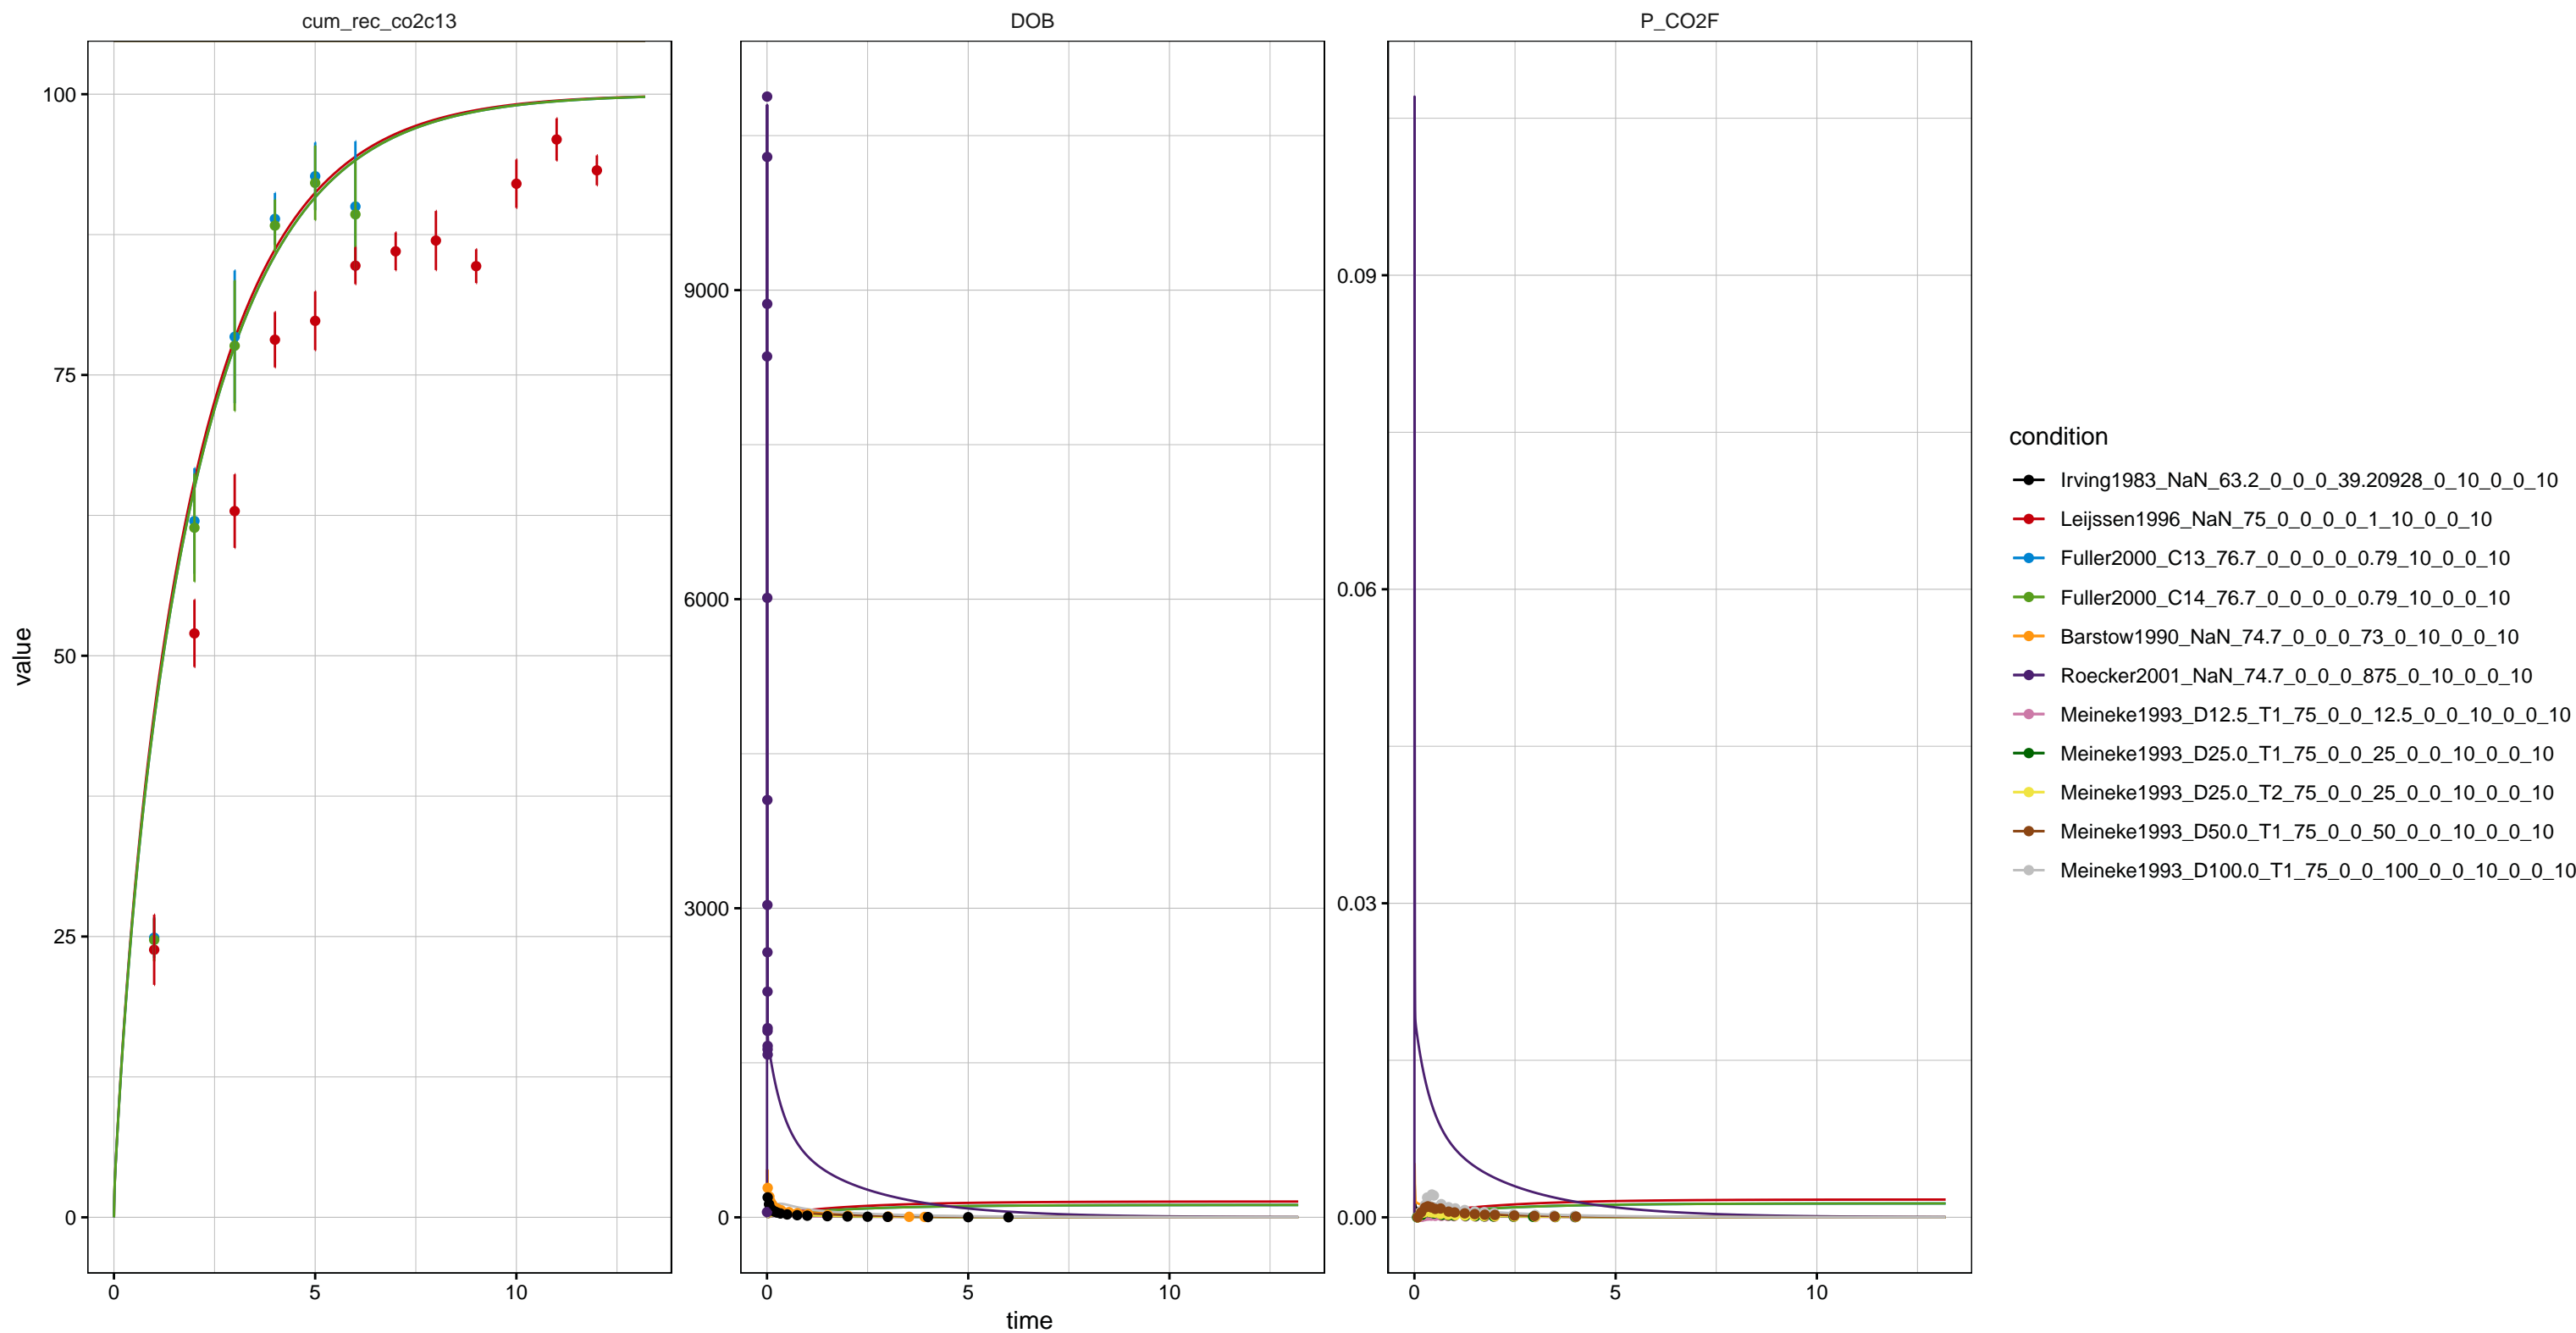 cum_rec_co2c13
DOB
P_CO2F
value
100
75
50
25
0
0 5 10
9000
6000
3000
0
0 5 10
time
0.09
0.06
0.03
0.00
0 5 10
condition
Irving1983_NaN_63.2_0_0_0_39.20928_0_10_0_0_10
Leijssen1996_NaN_75_0_0_0_0_1_10_0_0_10
Fuller2000_C13_76.7_0_0_0_0_0.79_10_0_0_10
Fuller2000_C14_76.7_0_0_0_0_0.79_10_0_0_10
Barstow1990_NaN_74.7_0_0_0_73_0_10_0_0_10
Roecker2001_NaN_74.7_0_0_0_875_0_10_0_0_10
Meineke1993_D12.5_T1_75_0_0_12.5_0_0_10_0_0_10
Meineke1993_D25.0_T1_75_0_0_25_0_0_10_0_0_10
Meineke1993_D25.0_T2_75_0_0_25_0_0_10_0_0_10
Meineke1993_D50.0_T1_75_0_0_50_0_0_10_0_0_10
Meineke1993_D100.0_T1_75_0_0_100_0_0_10_0_0_10